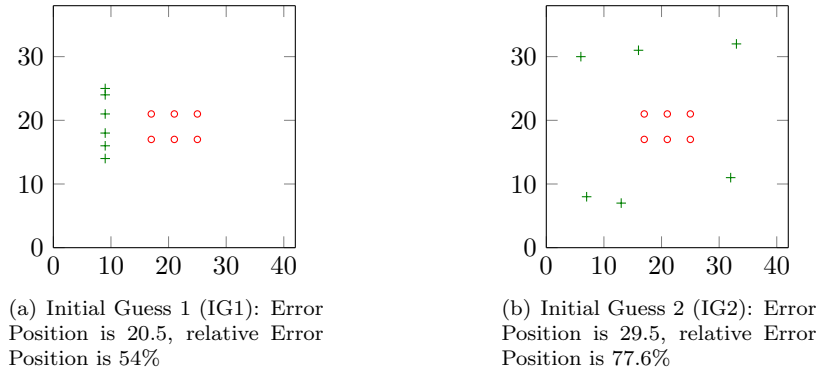 30
20
10
0
0 10 20 30 40
(a) Initial Guess 1 (IG1): Error
Position is 20.5, relative Error
Position is 54%
30
20
10
0
0 10 20 30 40
(b) Initial Guess 2 (IG2): Error
Position is 29.5, relative Error
Position is 77.6%